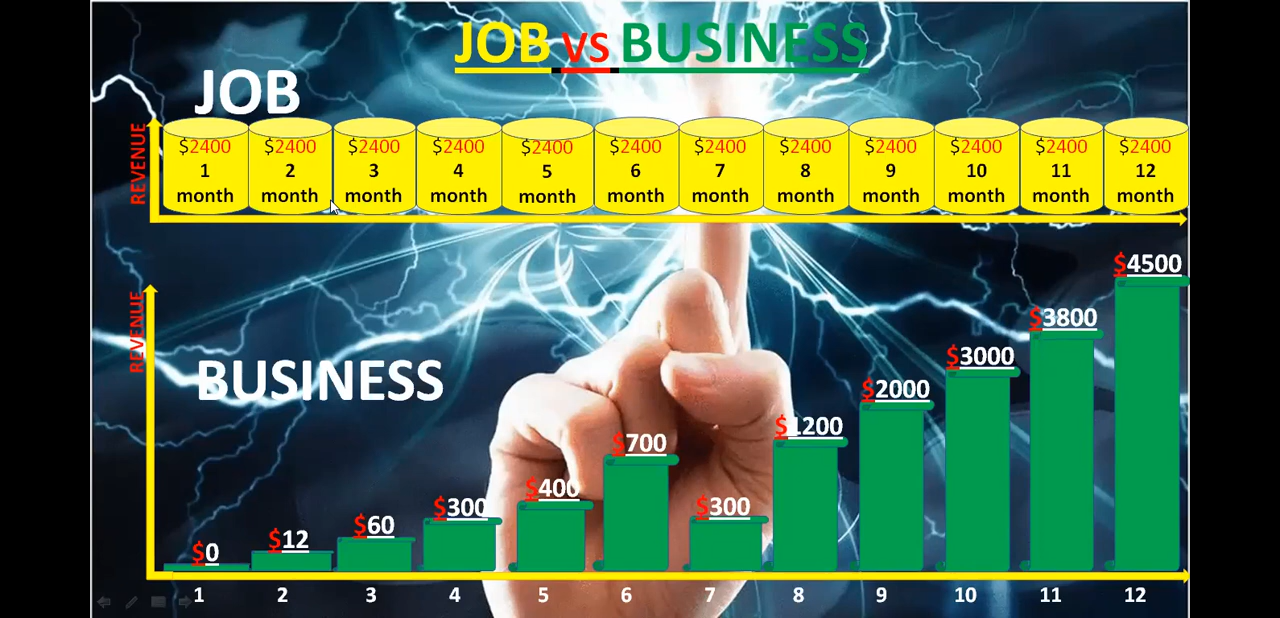 JOB VS BUSINESS
JOB
REVENUE
$2400 $2400 $2400 $2400 $2400 $2400 $2400 $2400 $2400 $2400 $2400 $2400
1 2 3 4 5 6 7 8 9 10 11 12
month month month month month month month month month month month month
REVENUE
BUSINESS
$0 $12 $60 $300 $400 $700 $300 $1200 $2000 $3000 $3800 $4500
1 2 3 4 5 6 7 8 9 10 11 12